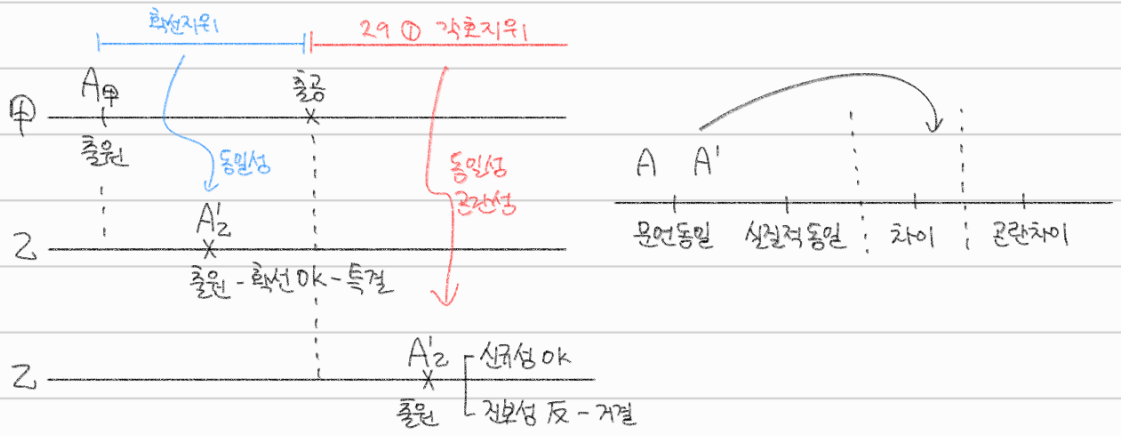 확선지위
29 ① 각호지위
A甲
출공
甲
출원
동일성
동일성
곤란성
A A'
A'乙
乙
출원 - 확선 OK - 특결
문언동일 실질적동일 차이 곤란차이
A'乙 신규성 OK
乙
출원 진보성 反 - 거결